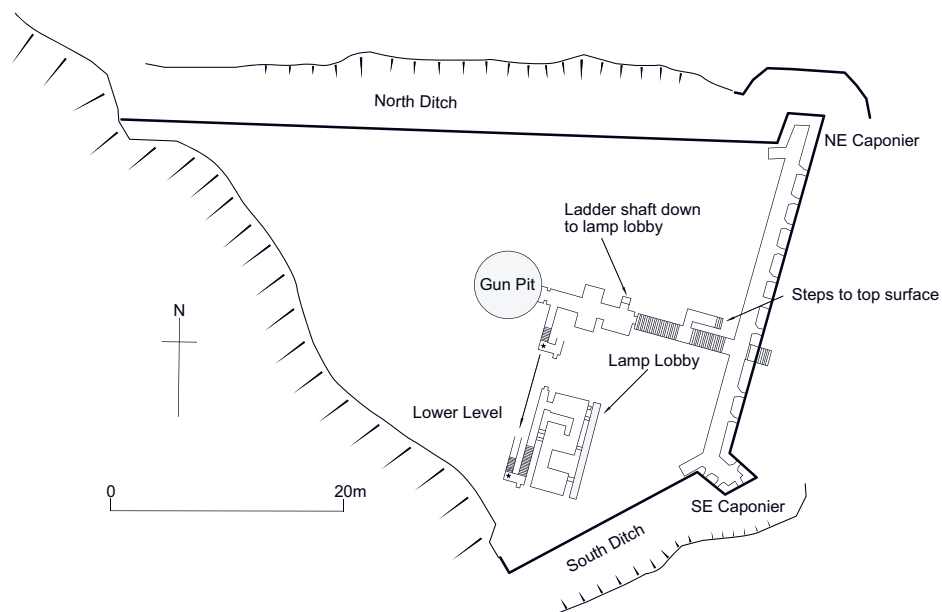 North Ditch
NE Caponier
Ladder shaft down
to lamp lobby
Gun Pit
Steps to top surface
N
Lamp Lobby
Lower Level
0
20m
SE Caponier
South Ditch